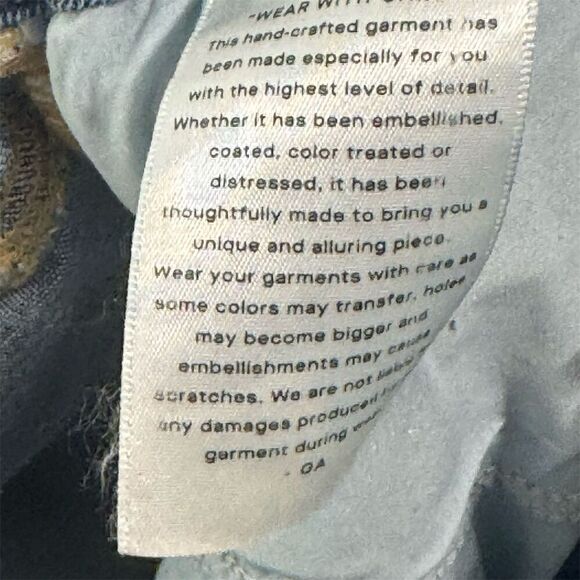 -WEAR WITH
This hand-crafted garment has
been made especially for you
with the highest level of detail.
Whether it has been embellished,
coated, color treated or
distressed, it has been
thoughtfully made to bring you a
unique and alluring piece.
Wear your garments with care as
some colors may transfer, holes
may become bigger and
embellishments may cause
scratches. We are not liable
any damages produced
garment during
- GA